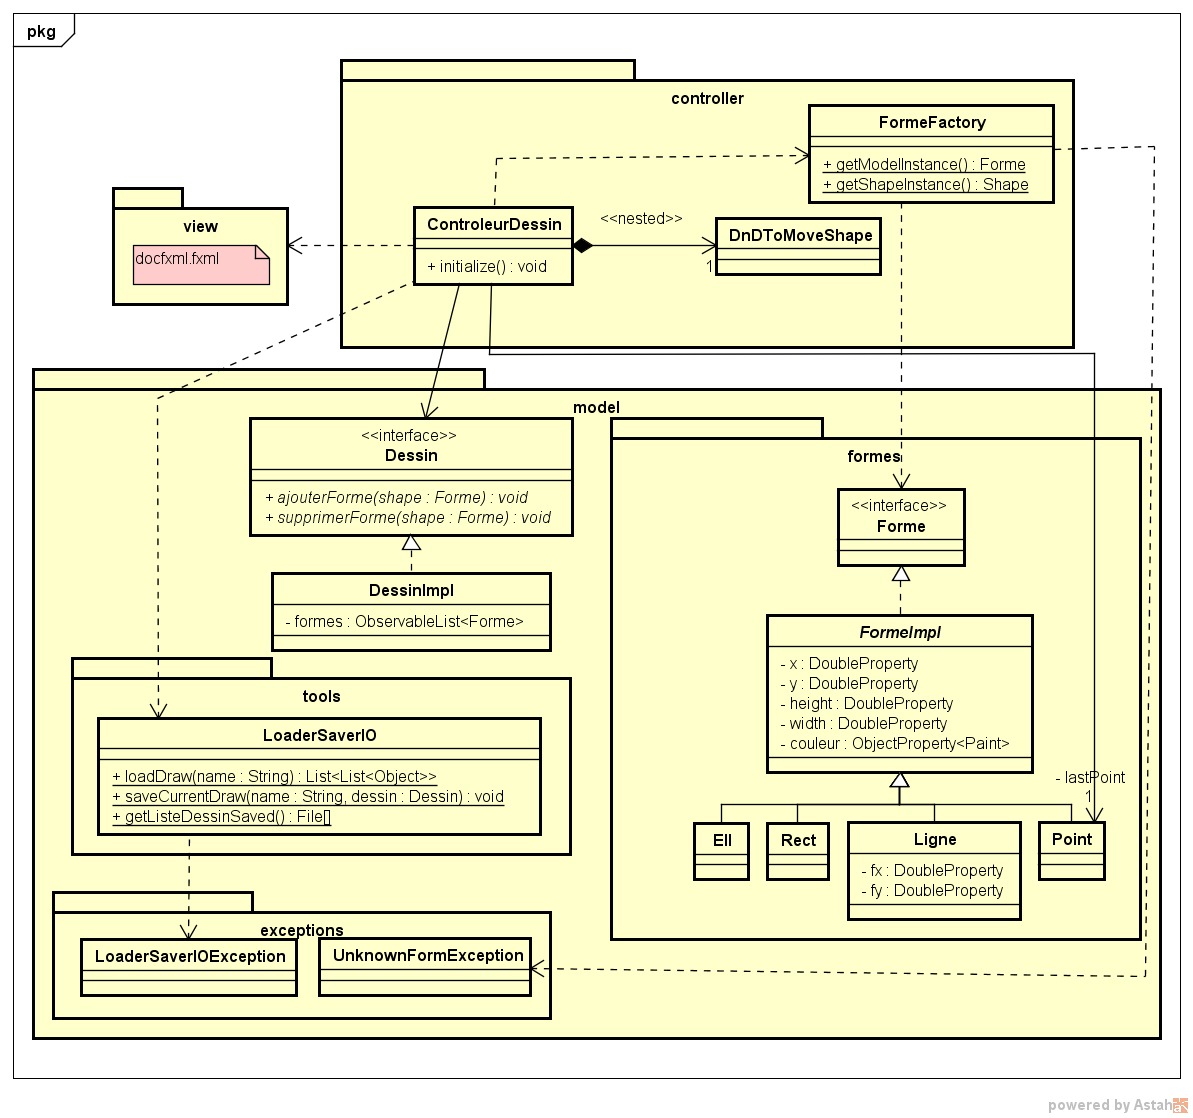 pkg
controller
FormeFactory
+ getModelInstance() : Forme
+ getShapeInstance() : Shape
view
docfxml.fxml
ControleurDessin
+ initialize() : void
<<nested>>
1
DnDToMoveShape
model
<<interface>>
Dessin
+ ajouterForme(shape : Forme) : void
+ supprimerForme(shape : Forme) : void
DessinImpl
- formes : ObservableList<Forme>
formes
<<interface>>
Forme
FormeImpl
- x : DoubleProperty
- y : DoubleProperty
- height : DoubleProperty
- width : DoubleProperty
- couleur : ObjectProperty<Paint>
- lastPoint
1
Ell
Rect
Ligne
- fx : DoubleProperty
- fy : DoubleProperty
Point
tools
LoaderSaverIO
+ loadDraw(name : String) : List<List<Object>>
+ saveCurrentDraw(name : String, dessin : Dessin) : void
+ getListeDessinSaved() : File[]
exceptions
LoaderSaverIOException
UnknownFormException
powered by Astah